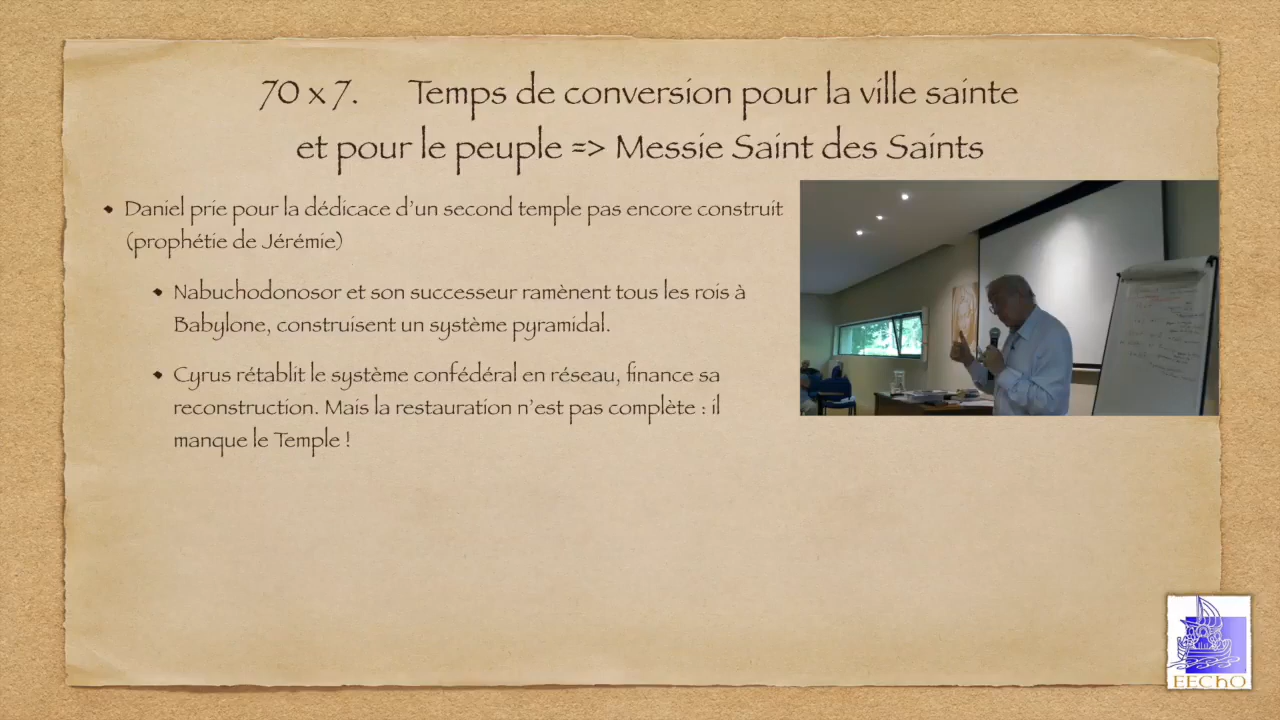 70 x 7. Temps de conversion pour la ville sainte
et pour le peuple => Messie Saint des Saints
• Daniel prie pour la dédicace d'un second temple pas encore construit
(prophétie de Jérémie)
• Nabuchodonosor et son successeur ramènent tous les rois à
Babylone, construisent un système pyramidal.
• Cyrus rétablit le système confédéral en réseau, finance sa
reconstruction. Mais la restauration n'est pas complète : il
manque le Temple !
EEChO